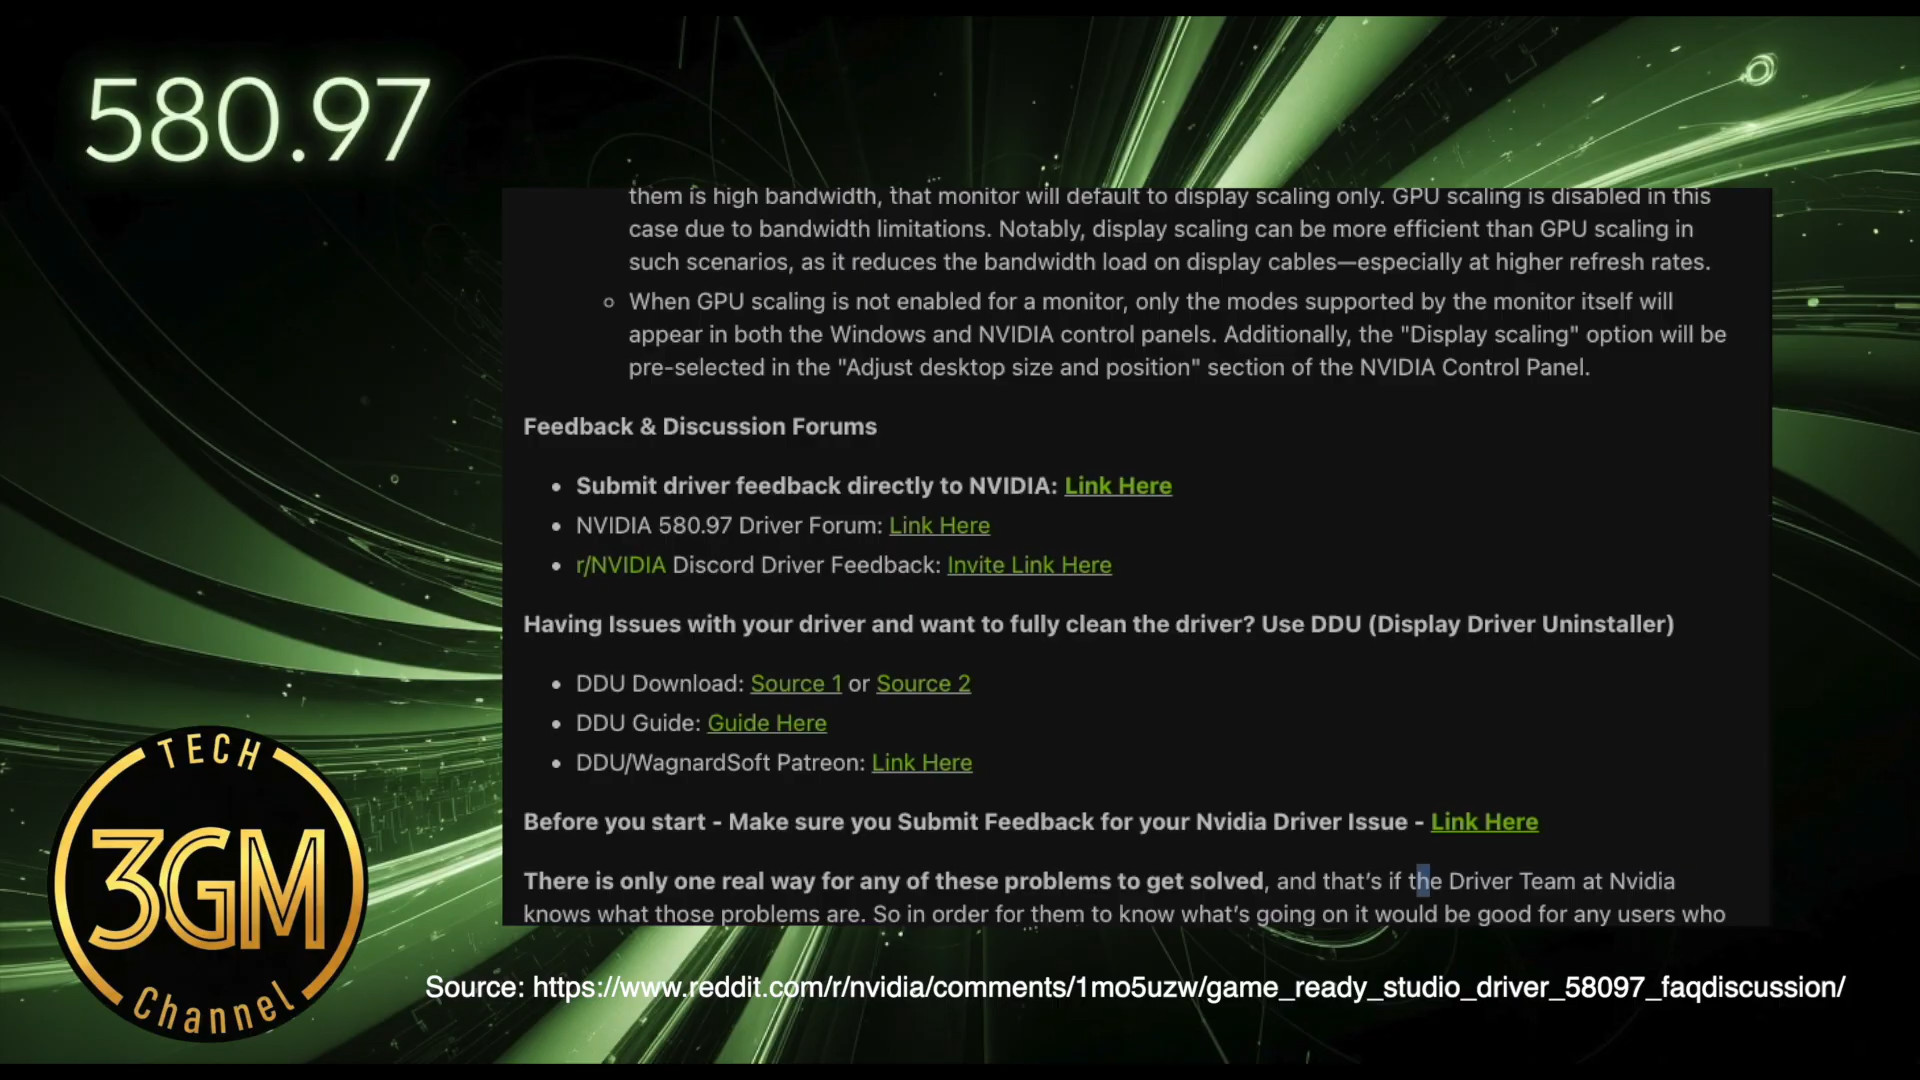 580.97
them is high bandwidth, that monitor will default to display scaling only. GPU scaling is disabled in this
case due to bandwidth limitations. Notably, display scaling can be more efficient than GPU scaling in
such scenarios, as it reduces the bandwidth load on display cables—especially at higher refresh rates.
When GPU scaling is not enabled for a monitor, only the modes supported by the monitor itself will
appear in both the Windows and NVIDIA control panels. Additionally, the "Display scaling" option will be
pre-selected in the "Adjust desktop size and position" section of the NVIDIA Control Panel.
Feedback & Discussion Forums
Submit driver feedback directly to NVIDIA: Link Here
NVIDIA 580.97 Driver Forum: Link Here
r/NVIDIA Discord Driver Feedback: Invite Link Here
Having Issues with your driver and want to fully clean the driver? Use DDU (Display Driver Uninstaller)
DDU Download: Source 1 or Source 2
DDU Guide: Guide Here
DDU/WagnardSoft Patreon: Link Here
Before you start - Make sure you Submit Feedback for your Nvidia Driver Issue - Link Here
There is only one real way for any of these problems to get solved, and that’s if the Driver Team at Nvidia
knows what those problems are. So in order for them to know what’s going on it would be good for any users who
TECH
3GM
Channel
Source: https://www.reddit.com/r/nvidia/comments/1mo5uzw/game_ready_studio_driver_58097_faqdiscussion/